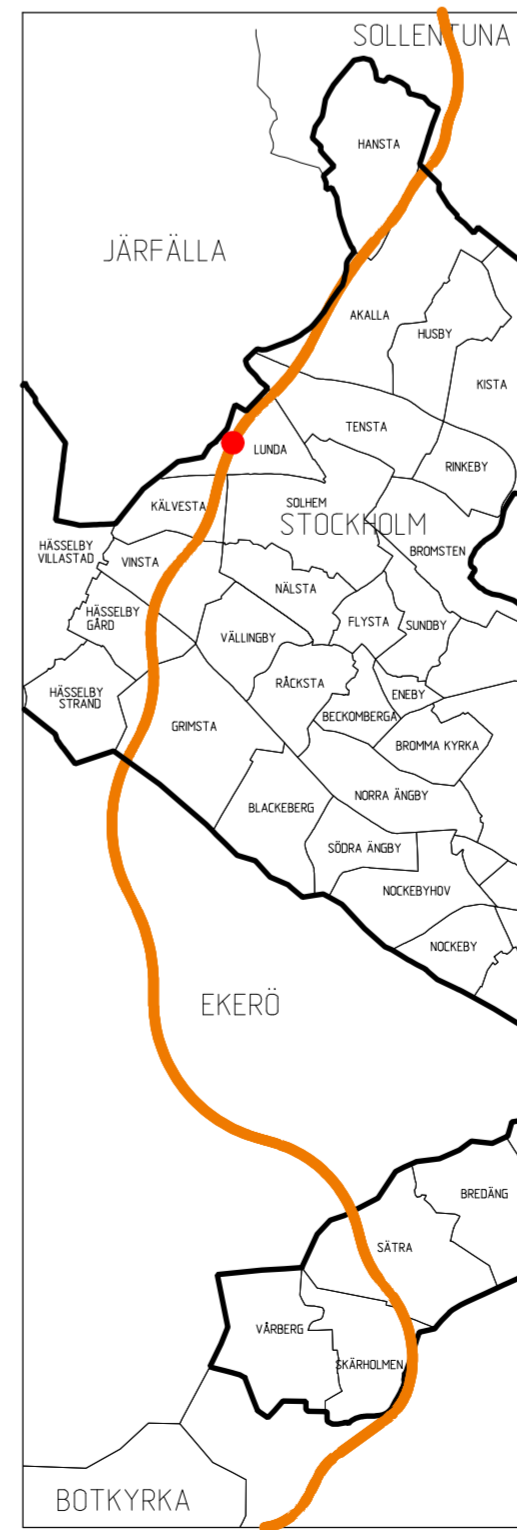 SOLLENTUNA
HANSTA
JÄRFÄLLA
AKALLA
HUSBY
KISTA
TENSTA
LUNDA
RINKEBY
KÄLVESTA
SOLHEM
STOCKHOLM
HÄSSELBY
VILLASTAD
VINSTA
BROMSTEN
NÄLSTA
HÄSSELBY
GÅRD
VÄLLINGBY
FLYSTA
SUNDBY
RÅCKSTA
HÄSSELBY
STRAND
ENEBY
BECKOMBERGA
GRIMSTA
BROMMA KYRKA
NORRA ÄNGBY
BLACKEBERG
SÖDRA ÄNGBY
NOCKEBYHOV
NOCKEBY
EKERÖ
BREDÄNG
SÄTRA
VÅRBERG
SKÄRHOLMEN
BOTKYRKA